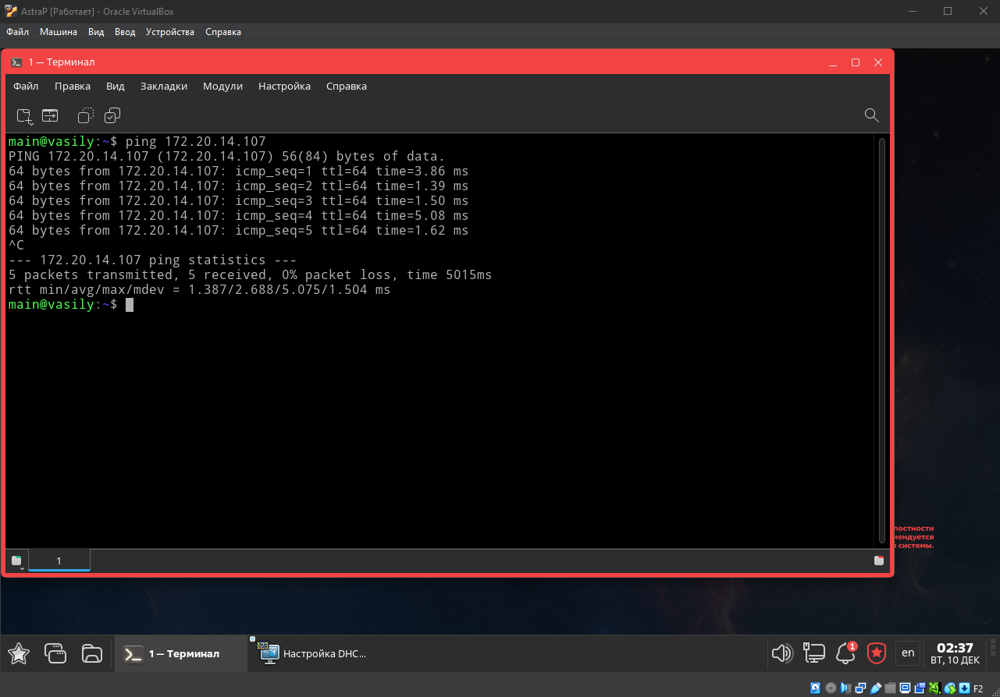 AstraP [Работает] - Oracle VirtualBox
Файл Машина Вид Ввод Устройства Справка
1 — Терминал
Файл Правка Вид Закладки Модули Настройка Справка
main@vasily:~$ ping 172.20.14.107
PING 172.20.14.107 (172.20.14.107) 56(84) bytes of data.
64 bytes from 172.20.14.107: icmp_seq=1 ttl=64 time=3.86 ms
64 bytes from 172.20.14.107: icmp_seq=2 ttl=64 time=1.39 ms
64 bytes from 172.20.14.107: icmp_seq=3 ttl=64 time=1.50 ms
64 bytes from 172.20.14.107: icmp_seq=4 ttl=64 time=5.08 ms
64 bytes from 172.20.14.107: icmp_seq=5 ttl=64 time=1.62 ms
^C
--- 172.20.14.107 ping statistics ---
5 packets transmitted, 5 received, 0% packet loss, time 5015ms
rtt min/avg/max/mdev = 1.387/2.688/5.075/1.504 ms
main@vasily:~$
лостности
мендуется
системы.
1
1 — Терминал
123
Настройка DHC...
1
en
02:37
ВТ, 10 ДЕК
F2